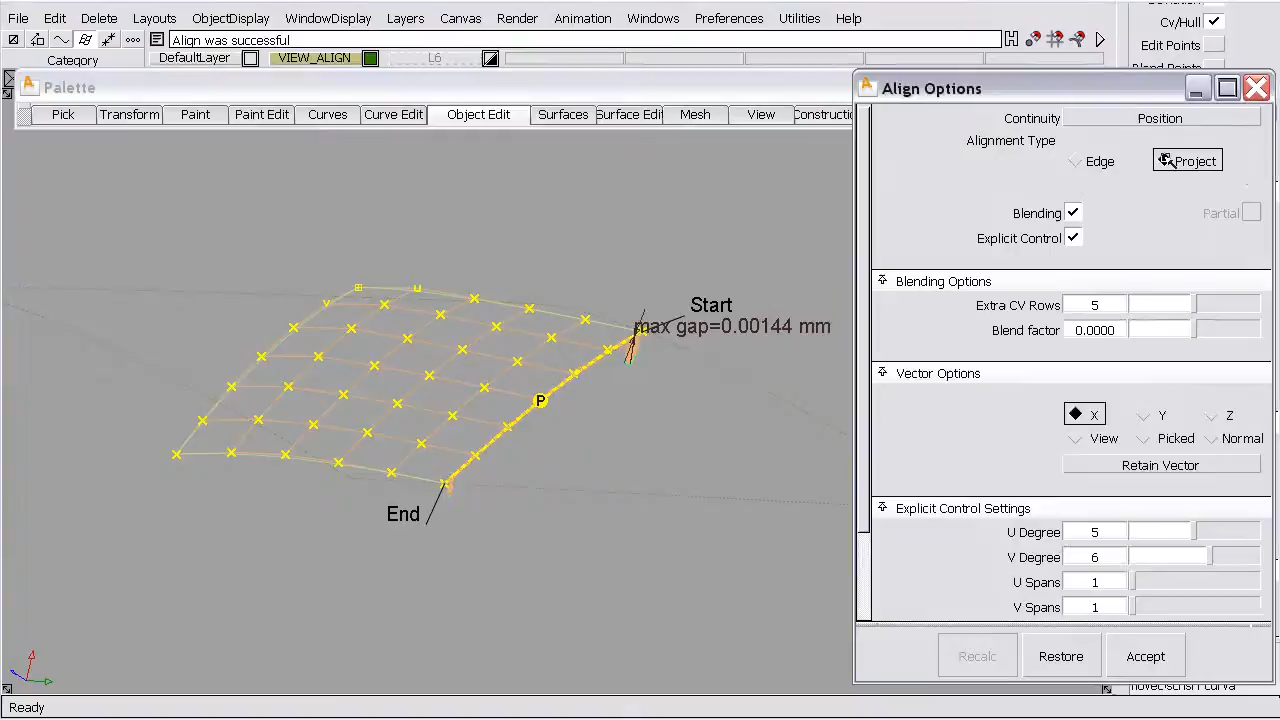 File Edit Delete Layouts ObjectDisplay WindowDisplay Layers Canvas Render Animation Windows Preferences Utilities Help
Cv/Hull
Align was successful
Edit Points
Category
DefaultLayer VIEW_ALIGN L6
Palette
Align Options
Pick Transform Paint Paint Edit Curves Curve Edit Object Edit Surfaces Surface Edi Mesh View Constructio
Continuity Position
Alignment Type
Edge Project
Blending Partial
Explicit Control
Blending Options
Extra CV Rows 5
Blend factor 0.0000
Vector Options
X Y Z
View Picked Normal
Retain Vector
Explicit Control Settings
U Degree 5
V Degree 6
U Spans 1
V Spans 1
Recalc Restore Accept
v
u
Start
max gap=0.00144 mm
P
End
Ready